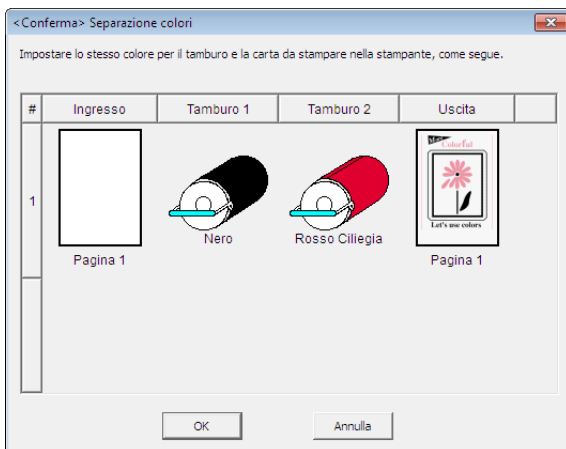 <Conferma> Separazione colori
Impostare lo stesso colore per il tamburo e la carta da stampare nella stampante, come segue.
# Ingresso Tamburo 1 Tamburo 2 Uscita
Colorful
1
Let's use colors
Nero Rosso Ciliegia
Pagina 1 Pagina 1
OK Annulla